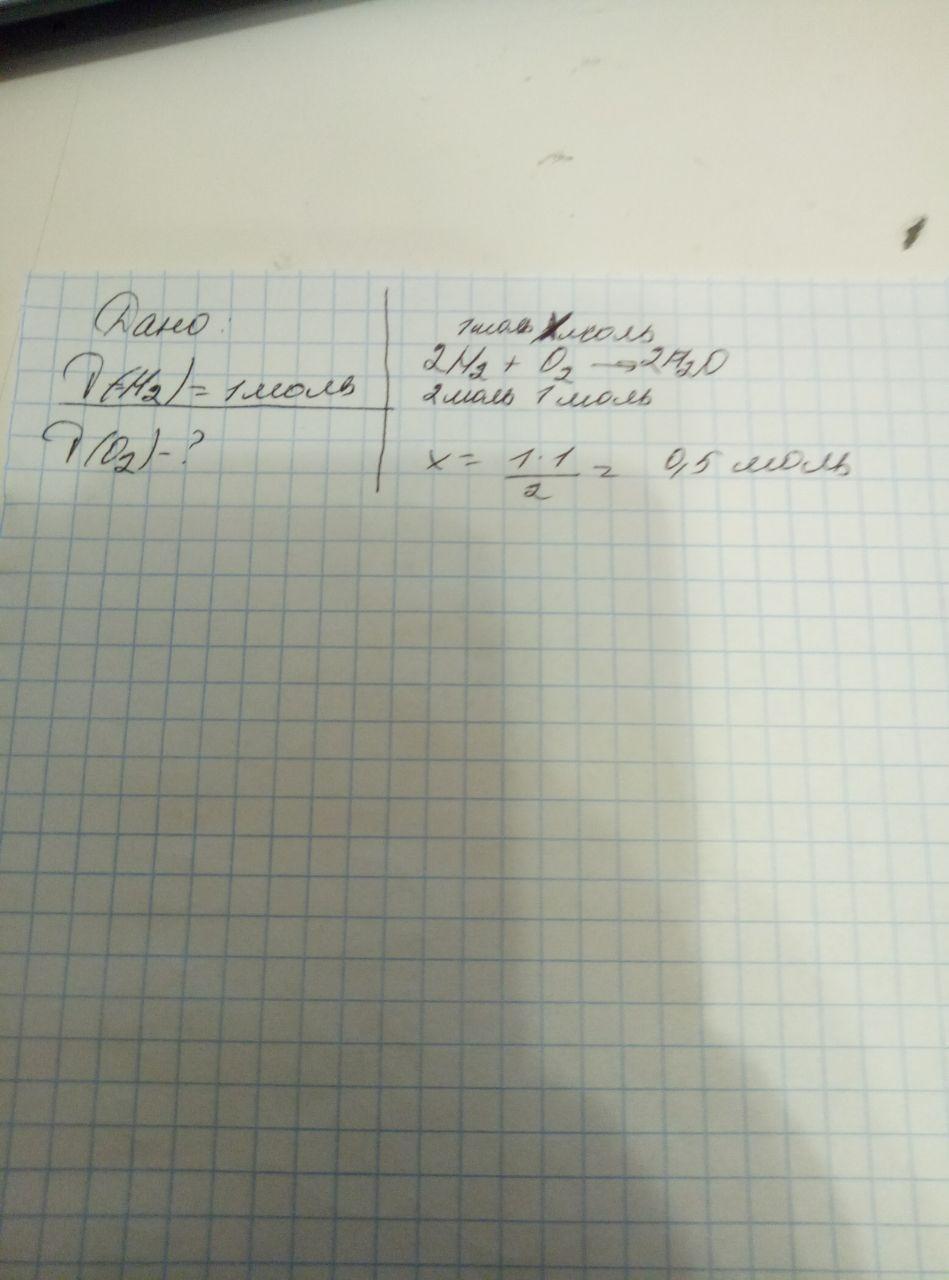 Дано:
n(H₂) = 1 моль
n(O₂) - ?
1 моль X моль
2H₂ + O₂ → 2H₂O
2 моль 1 моль
x = 1·1/2 = 0,5 моль